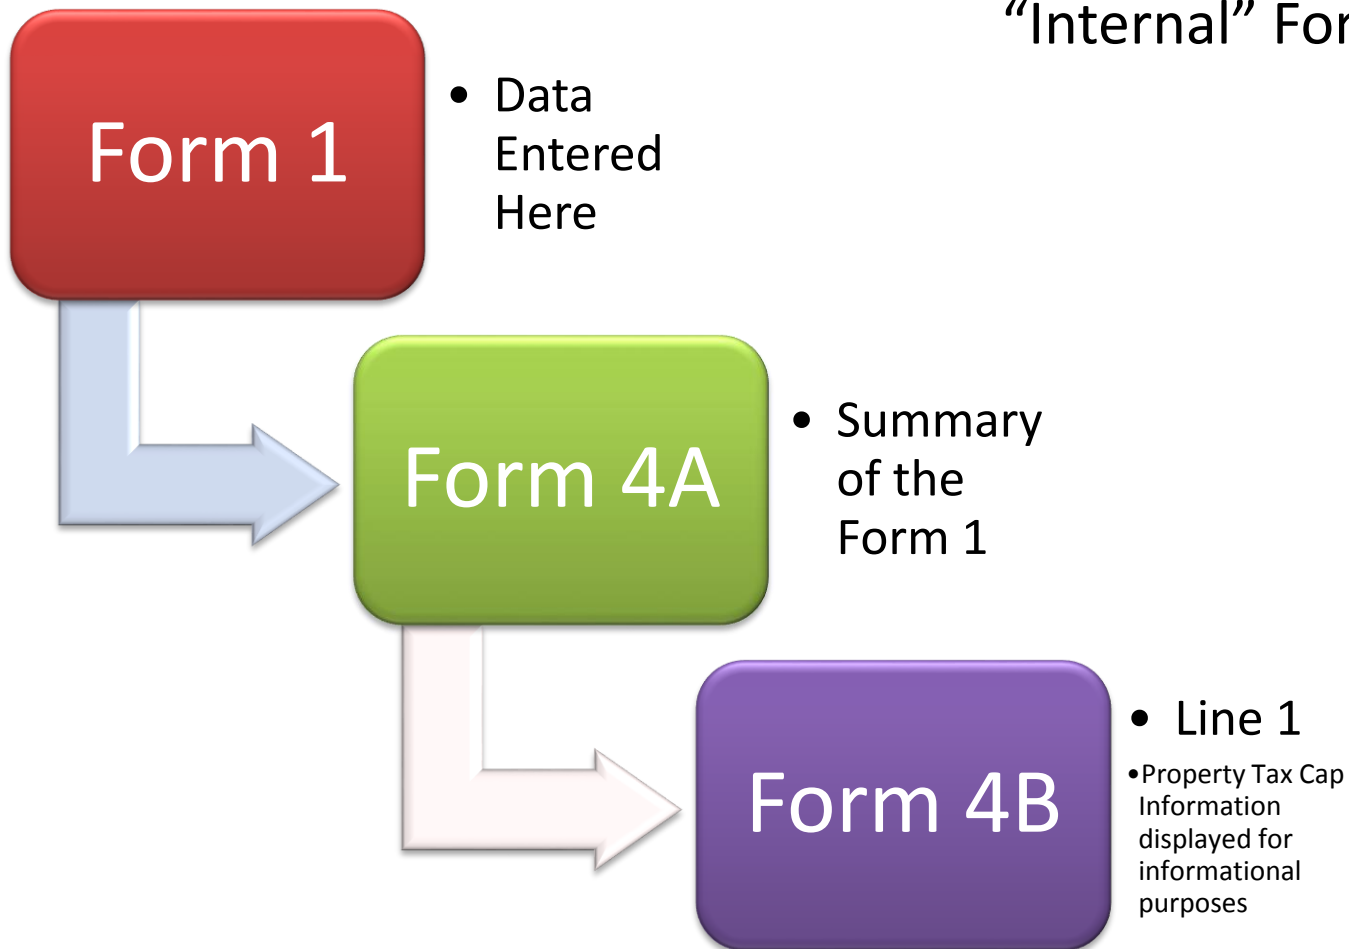 “Internal” For
Form 1
• Data
Entered
Here
Form 4A
• Summary
of the
Form 1
Form 4B
• Line 1
•Property Tax Cap
Information
displayed for
informational
purposes